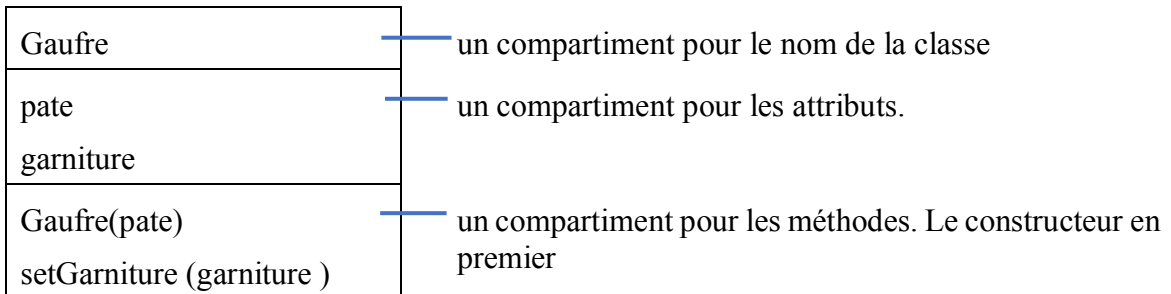 Gaufre
un compartiment pour le nom de la classe
pate
un compartiment pour les attributs.
garniture
Gaufre(pate)
un compartiment pour les méthodes. Le constructeur en
premier
setGarniture (garniture )